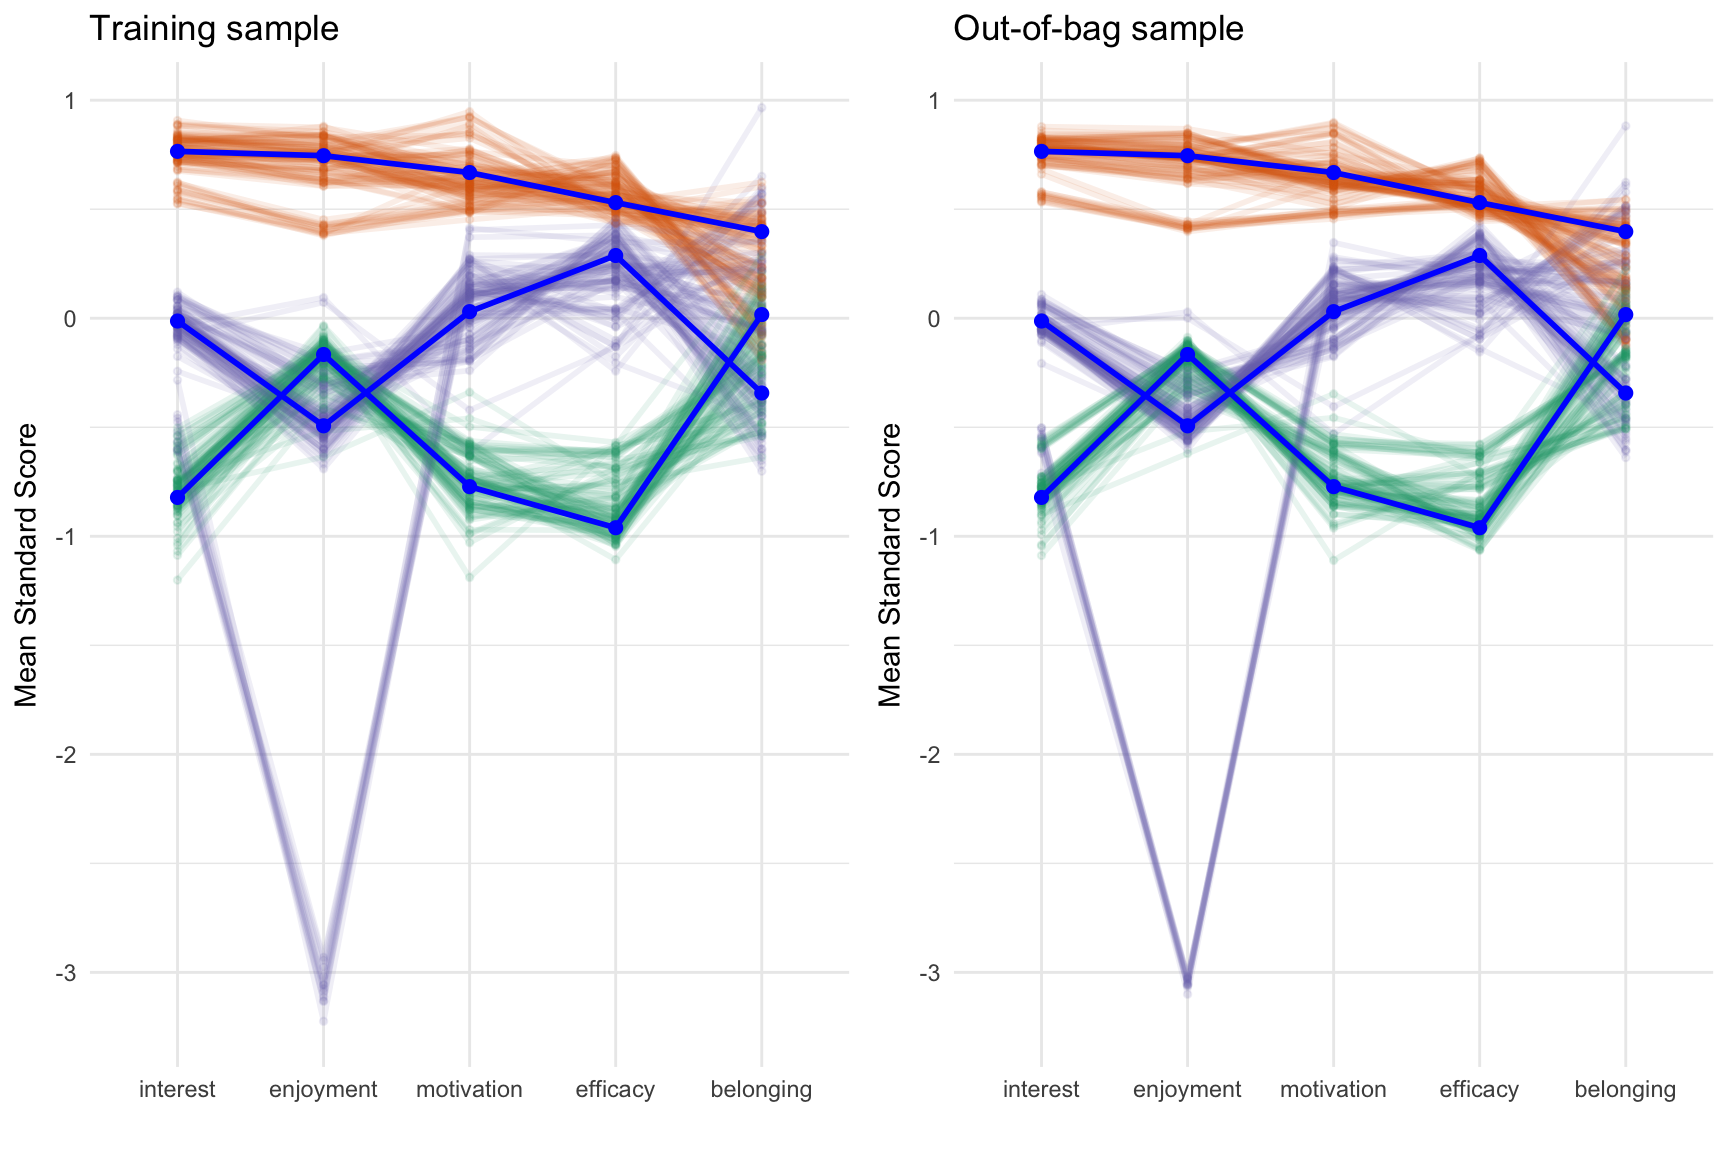 Training sample
Mean Standard Score
1
0
-1
-2
-3
interest enjoyment motivation efficacy belonging
Out-of-bag sample
Mean Standard Score
1
0
-1
-2
-3
interest enjoyment motivation efficacy belonging